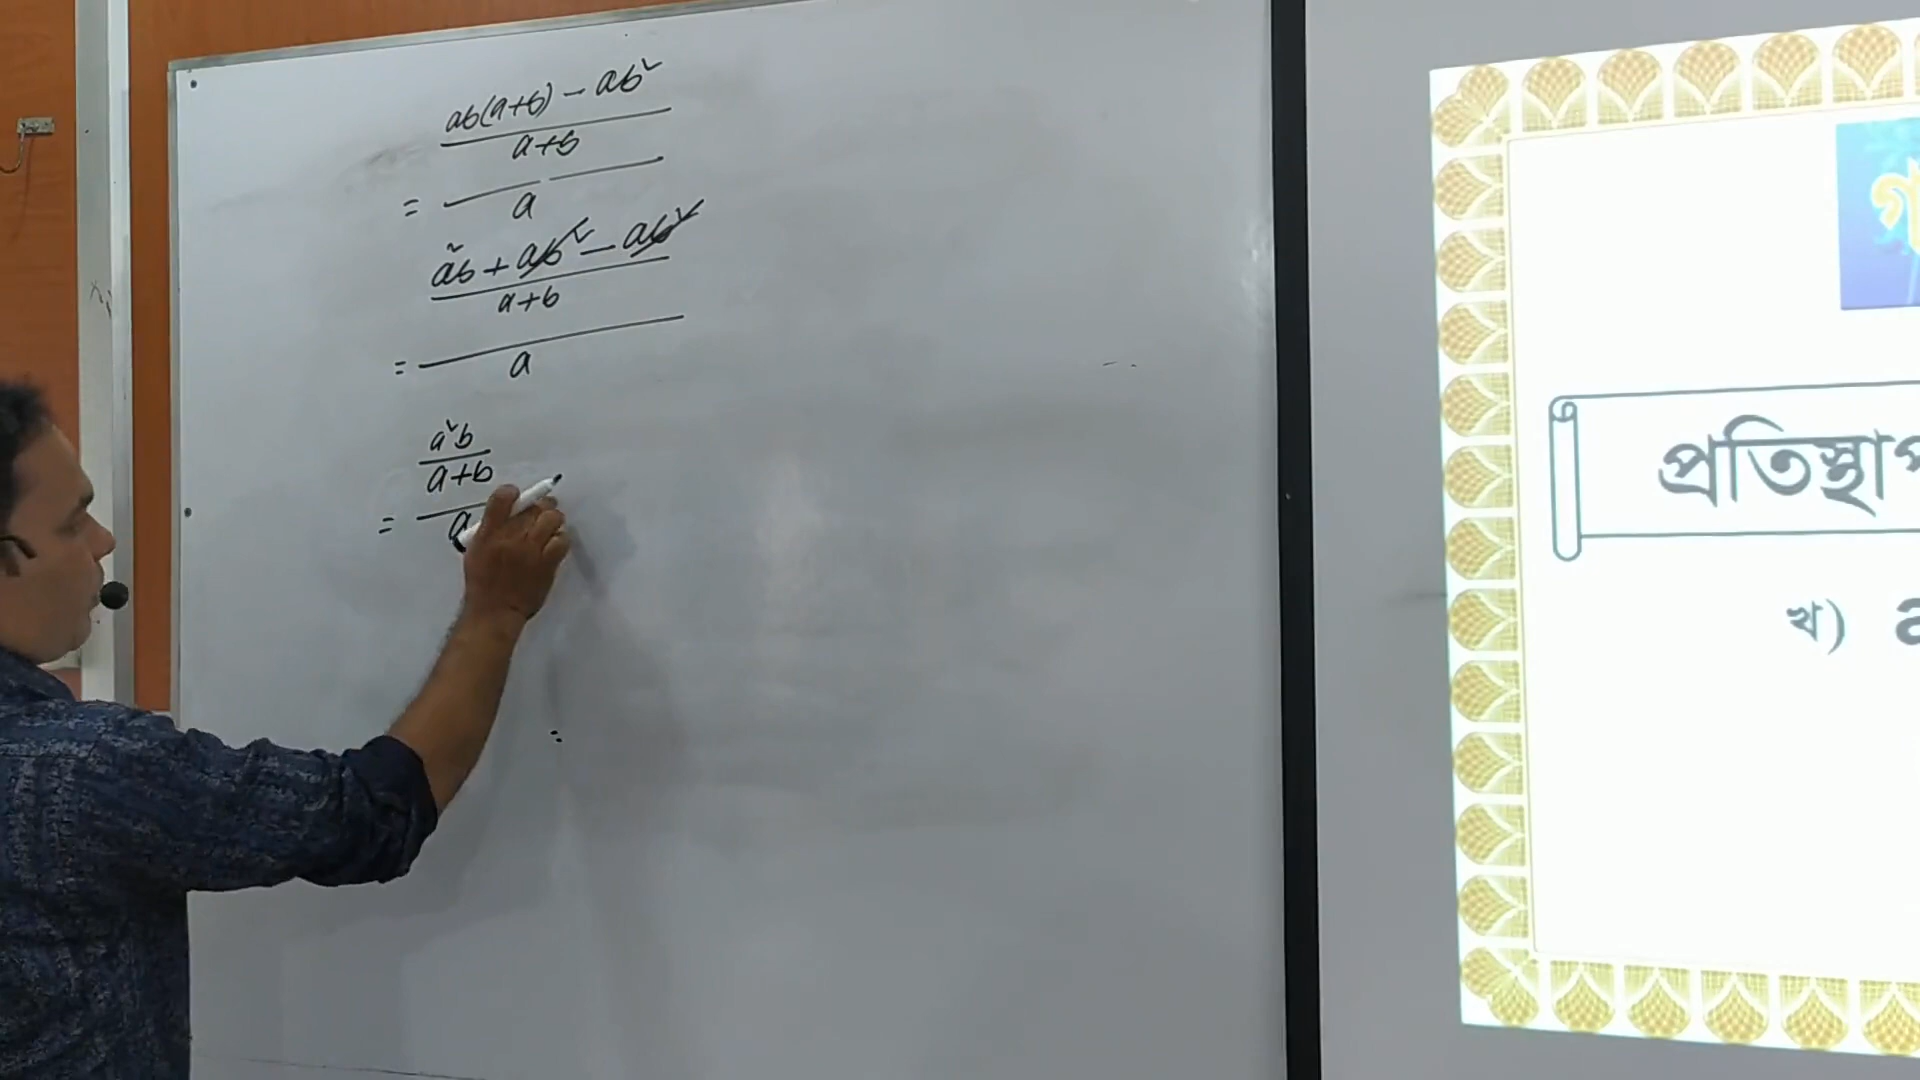 ab(a+b) - ab²
a+b
= a
a²b + ab² - ab²
a+b
= a
a²b
a+b
= a
প্রতিস্থাপ
খ) a